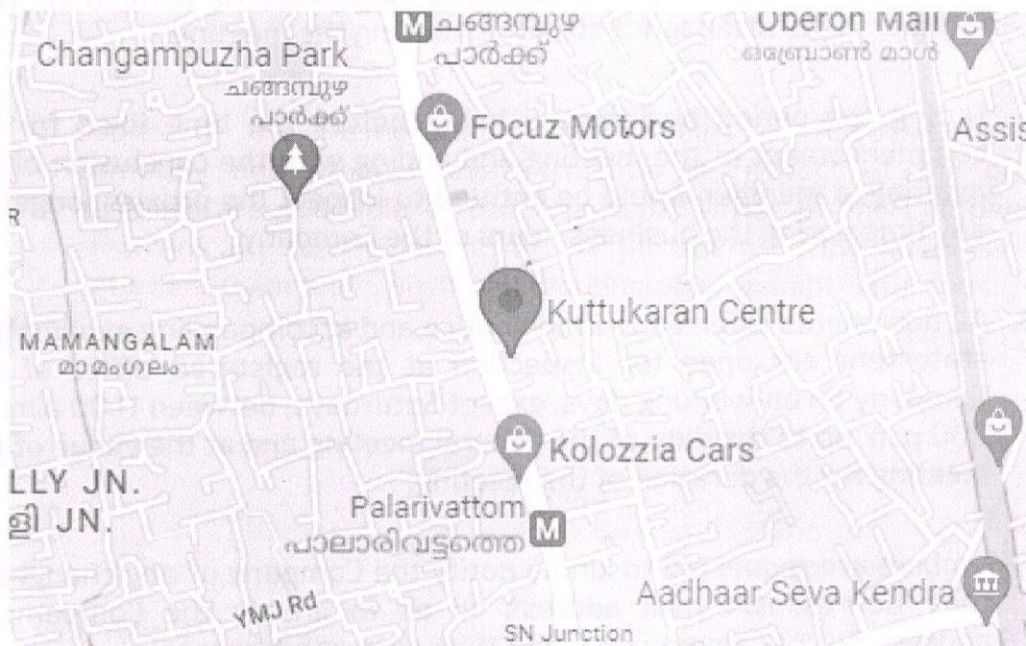 M ചങ്ങമ്പുഴ
പാർക്ക്
Oberon Mall
ഒബ്രോൺ മാൾ
Changampuzha Park
ചങ്ങമ്പുഴ
പാർക്ക്
Focuz Motors
Assis
R
Kuttukaran Centre
MAMANGALAM
മാമംഗലം
Kolozzia Cars
LLY JN.
ളി JN.
Palarivattom
പാലാരിവട്ടത്തെ M
Aadhaar Seva Kendra
YMJ Rd
SN Junction